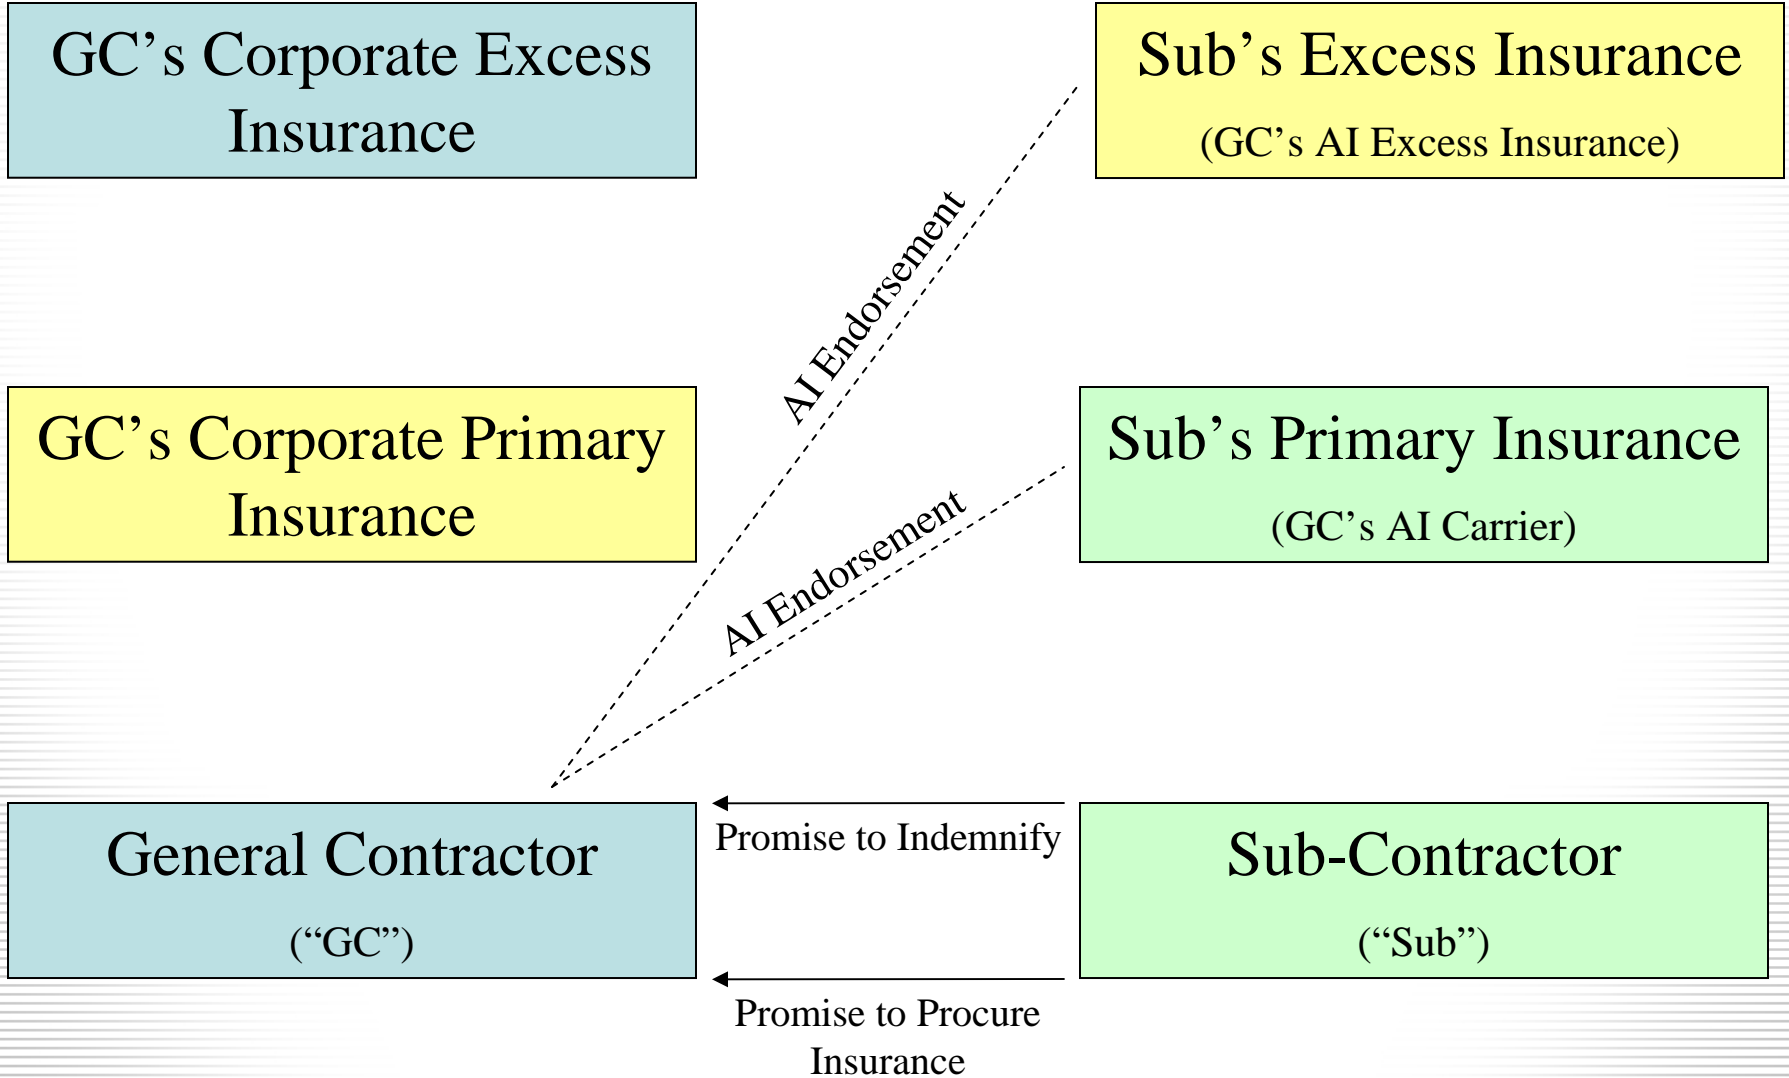 GC’s Corporate Excess
Insurance
Sub’s Excess Insurance
(GC’s AI Excess Insurance)
AI Endorsement
GC’s Corporate Primary
Insurance
Sub’s Primary Insurance
(GC’s AI Carrier)
AI Endorsement
General Contractor
(“GC”)
Promise to Indemnify
Sub-Contractor
(“Sub”)
Promise to Procure
Insurance